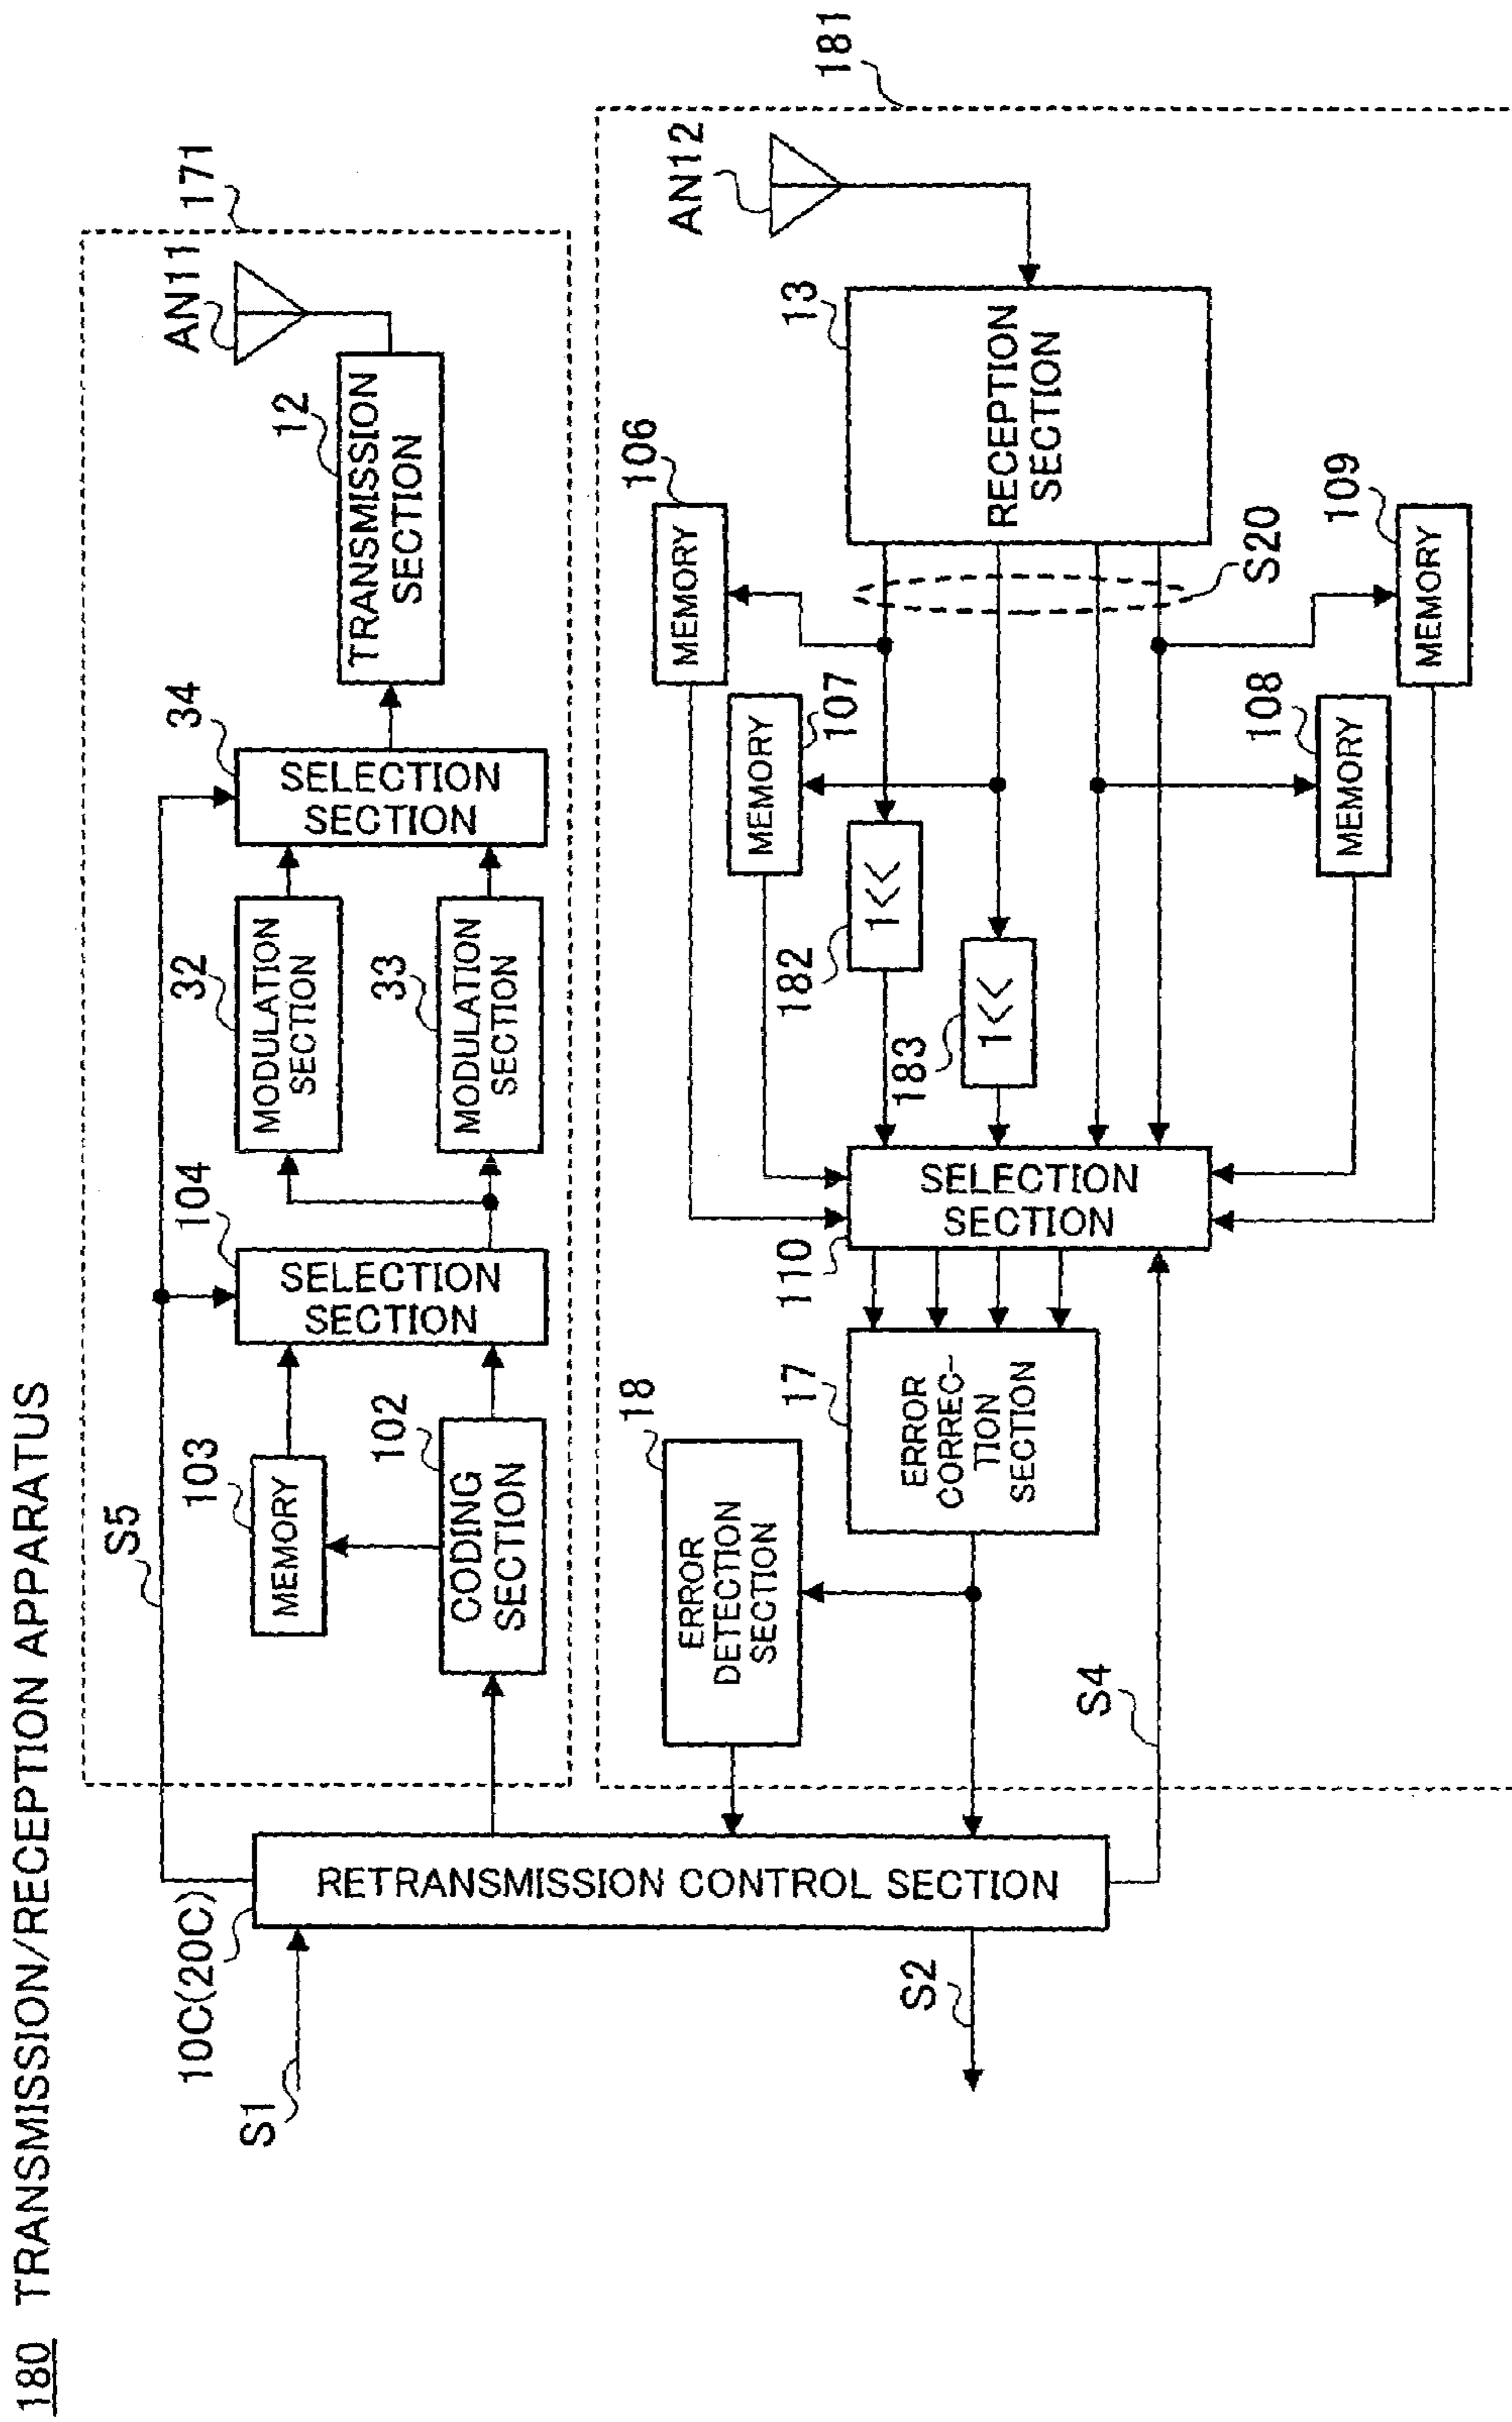 180 TRANSMISSION/RECEPTION APPARATUS
171
AN11
12
TRANSMISSION
SECTION
34
SELECTION
SECTION
32
MODULATION
SECTION
33
MODULATION
SECTION
104
SELECTION
SECTION
103
MEMORY
102
CODING
SECTION
S5
10C(20C)
RETRANSMISSION CONTROL SECTION
S1
S2
S4
181
AN12
13
RECEPTION
SECTION
S20
106
MEMORY
107
MEMORY
108
MEMORY
109
MEMORY
182
1<<
183
1<<
110
SELECTION
SECTION
17
ERROR
CORREC-
TION
SECTION
18
ERROR
DETECTION
SECTION